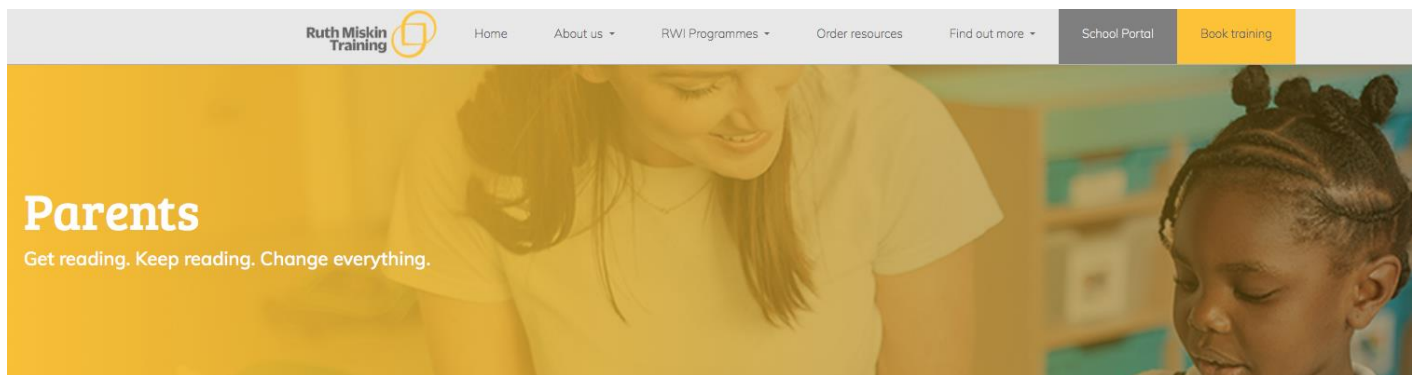 Ruth Miskin
Training
Home
About us
RWI Programmes
Order resources
Find out more
School Portal
Book training
Parents
Get reading. Keep reading. Change everything.